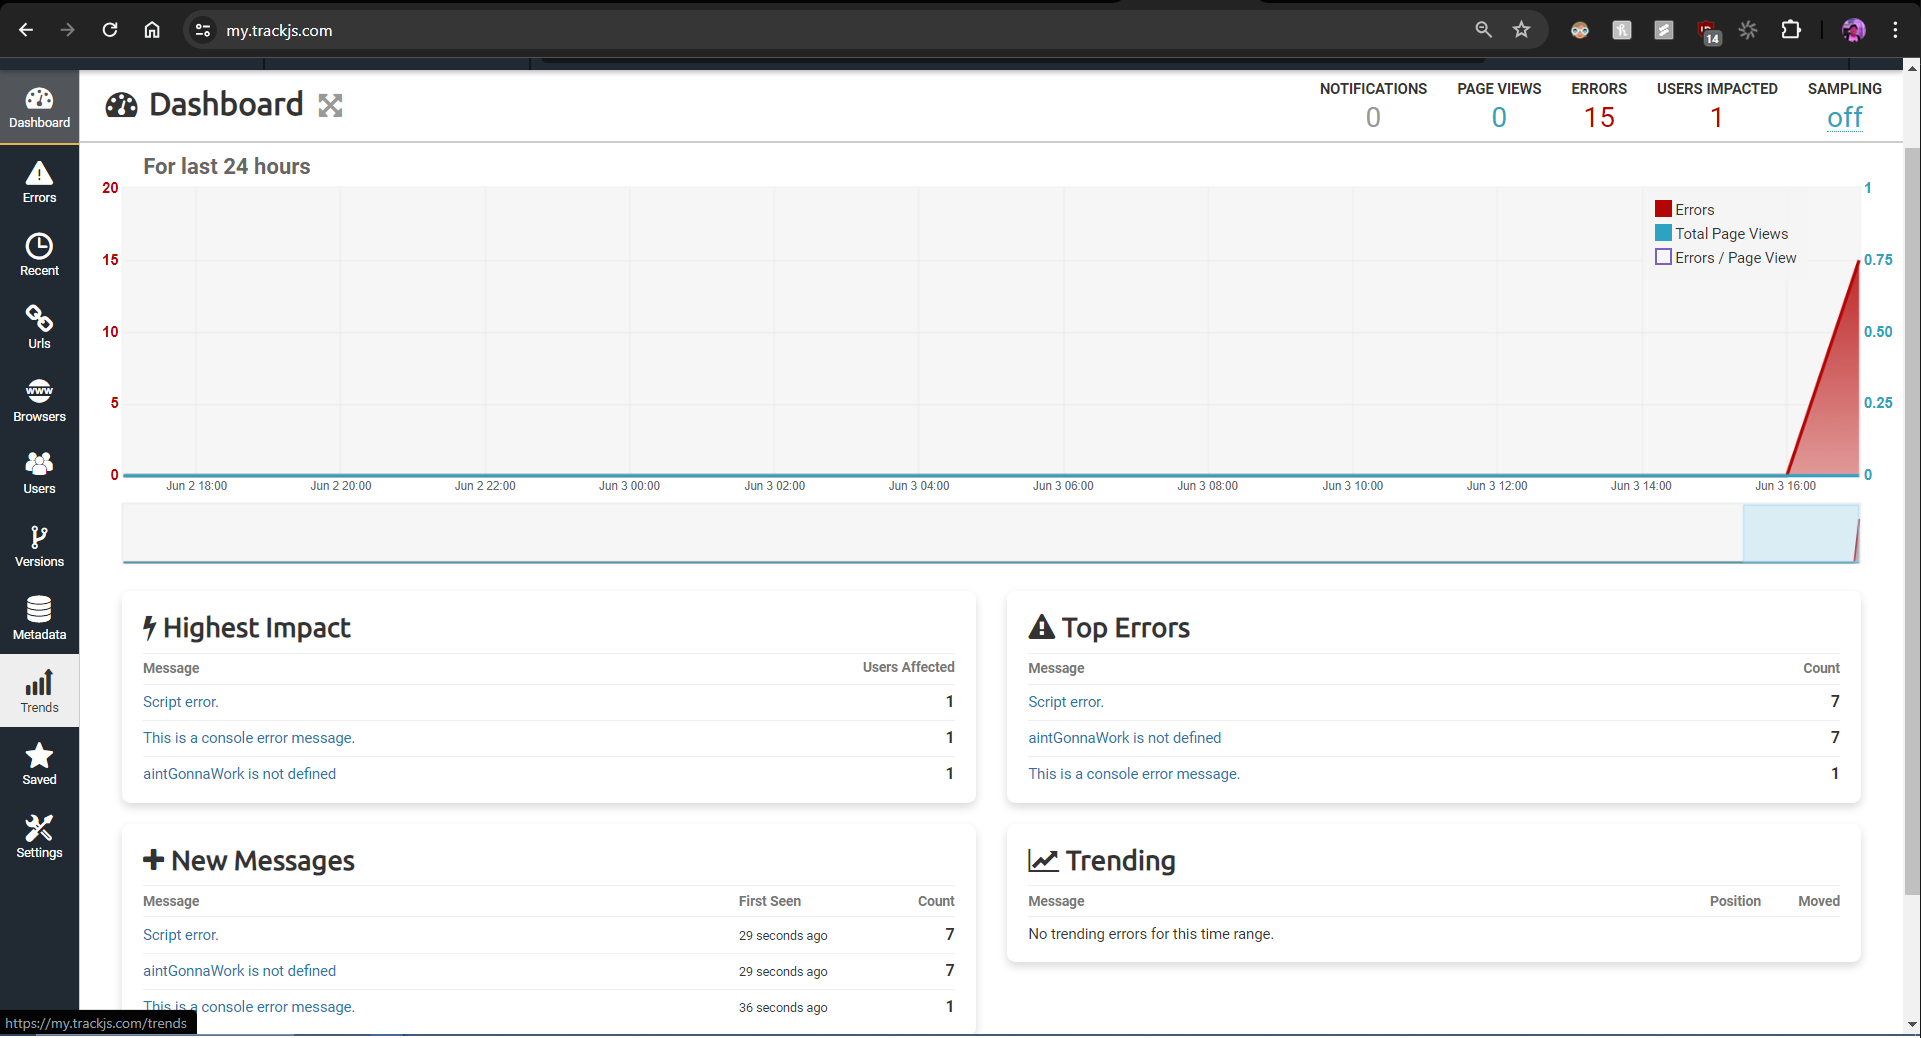 my.trackjs.com
14
Dashboard
Errors
Recent
Urls
www
Browsers
Users
Versions
Metadata
Trends
Saved
Settings
Dashboard
NOTIFICATIONS PAGE VIEWS ERRORS USERS IMPACTED SAMPLING
0 0 15 1 off
For last 24 hours
20
15
10
5
0
Errors
Total Page Views
Errors / Page View
1
0.75
0.50
0.25
0
Jun 2 18:00 Jun 2 20:00 Jun 2 22:00 Jun 3 00:00 Jun 3 02:00 Jun 3 04:00 Jun 3 06:00 Jun 3 08:00 Jun 3 10:00 Jun 3 12:00 Jun 3 14:00 Jun 3 16:00
Highest Impact
Message Users Affected
Script error. 1
This is a console error message. 1
aintGonnaWork is not defined 1
Top Errors
Message Count
Script error. 7
aintGonnaWork is not defined 7
This is a console error message. 1
New Messages
Message First Seen Count
Script error. 29 seconds ago 7
aintGonnaWork is not defined 29 seconds ago 7
This is a console error message. 36 seconds ago 1
Trending
Message Position Moved
No trending errors for this time range.
https://my.trackjs.com/trends